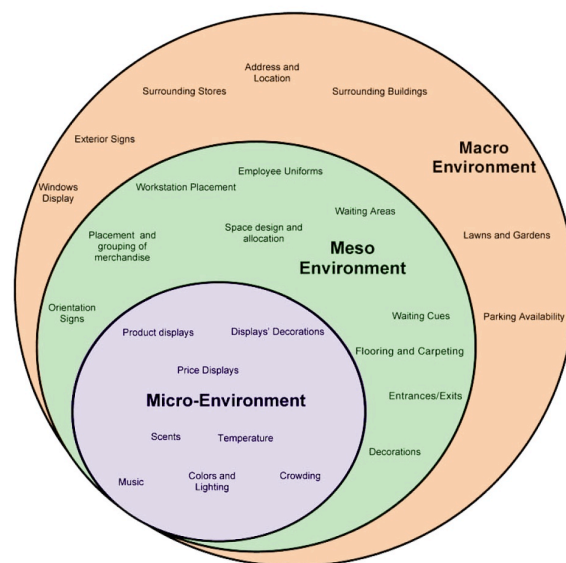 Address and
Location
Surrounding Stores
Surrounding Buildings
Exterior Signs
Macro
Environment
Windows
Display
Employee Uniforms
Workstation Placement
Waiting Areas
Placement and
grouping of
merchandise
Space design and
allocation
Lawns and Gardens
Meso
Environment
Orientation
Signs
Waiting Cues
Parking Availability
Product displays
Displays' Decorations
Flooring and Carpeting
Price Displays
Entrances/Exits
Micro-Environment
Scents
Temperature
Decorations
Music
Colors and
Lighting
Crowding